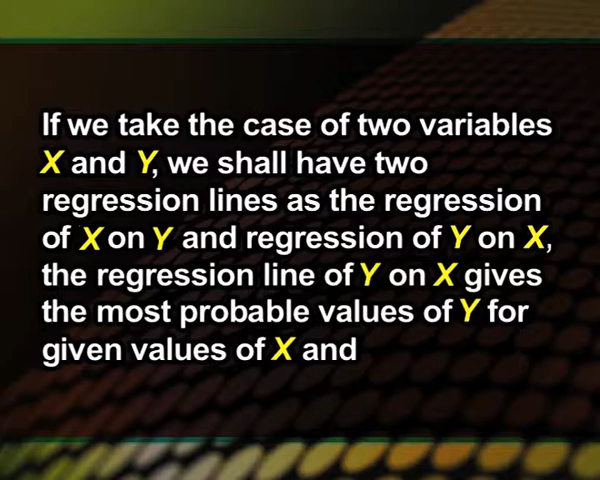 If we take the case of two variables
X and Y, we shall have two
regression lines as the regression
of X on Y and regression of Y on X,
the regression line of Y on X gives
the most probable values of Y for
given values of X and